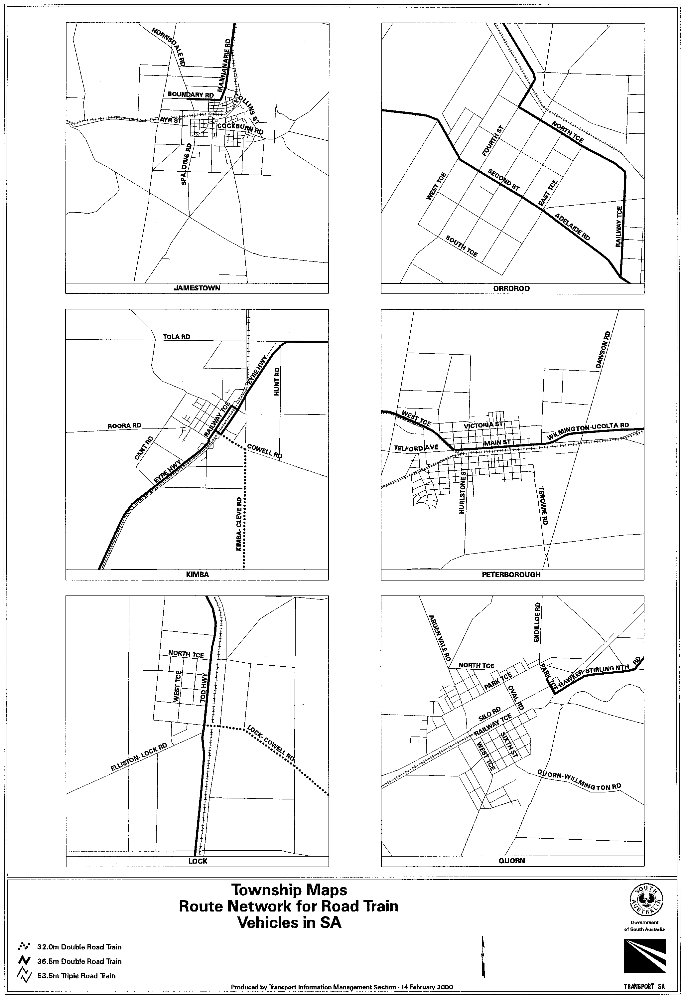 HORNSDALE RD
MANNANARIE RD
BOUNDARY RD
COLLINS ST
AYR ST
COCKBURN RD
SPALDING RD
JAMESTOWN
NORTH TCE
FOURTH ST
SECOND ST
WEST TCE
EAST TCE
ADELAIDE RD
RAILWAY TCE
SOUTH TCE
ORROROO
TOLA RD
EYRE HWY
HUNT RD
RAILWAY TCE
ROORA RD
CANT RD
COWELL RD
EYRE HWY
KIMBA- CLEVE RD
KIMBA
DAWSON RD
WEST TCE
VICTORIA ST
WILMINGTON-UCOLTA RD
MAIN ST
TELFORD AVE
HURLSTONE ST
TEROWIE RD
PETERBOROUGH
NORTH TCE
WEST TCE
TOD HWY
LOCK- COWELL RD
ELLISTON- LOCK RD
LOCK
ARDEN VALE RD
ENDILLOE RD
NORTH TCE
PARK TCE
PARK TCE
HAWKER-STIRLING NTH RD
OVAL RD
SILO RD
RAILWAY TCE
SIXTH ST
WEST TCE
QUORN-WILLMINGTON RD
QUORN
Township Maps
Route Network for Road Train
Vehicles in SA
32.0m Double Road Train
36.5m Double Road Train
53.5m Triple Road Train
N
Produced by Transport Information Management Section - 14 February 2000
SOUTH AUSTRALIA
Government
of South Australia
TRANSPORT SA